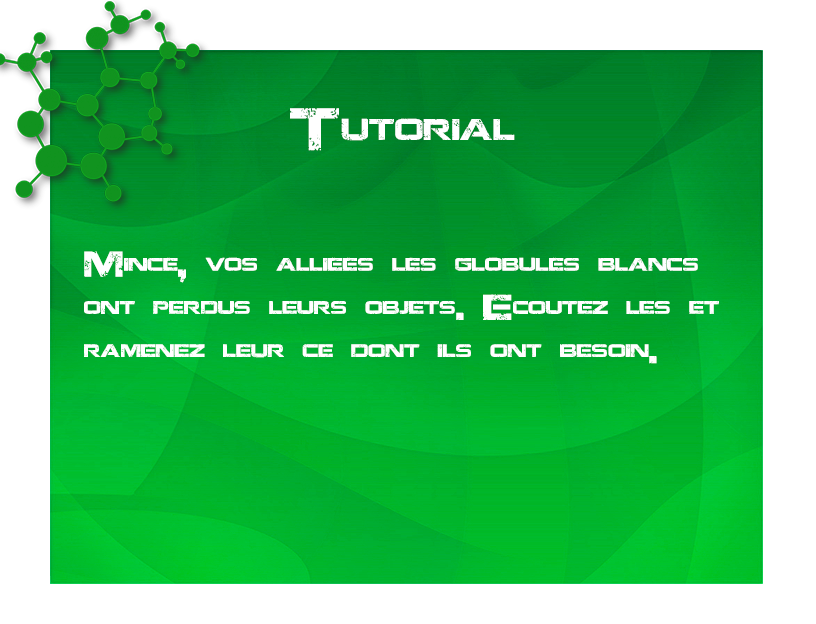 Tutorial
Mince, vos alliees les globules blancs
ont perdus leurs objets. Ecoutez les et
ramenez leur ce dont ils ont besoin.